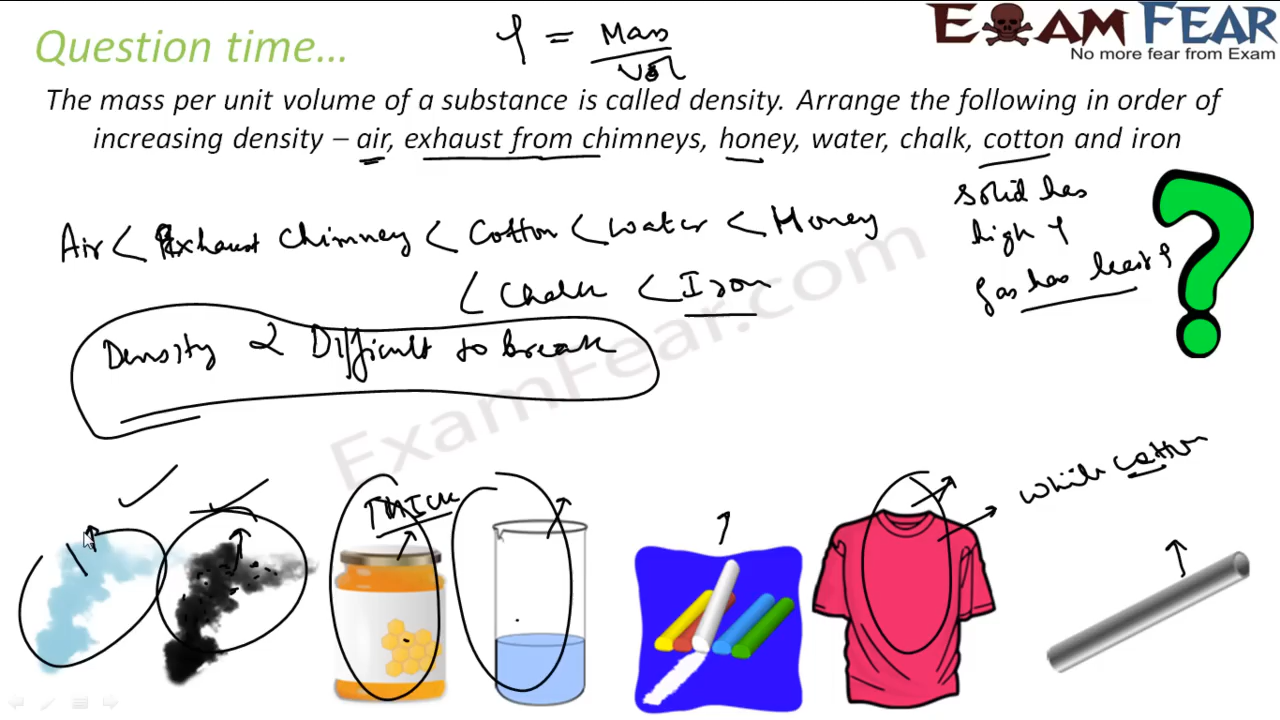 Question time...
ρ = Mass / Vol
EXAM FEAR
No more fear from Exam
The mass per unit volume of a substance is called density. Arrange the following in order of
increasing density – air, exhaust from chimneys, honey, water, chalk, cotton and iron
Solid has
high ρ
gas has least ρ
Air < Exhaust Chimney < Cotton < Water < Honey
< Chalk < Iron
Density α Difficult to break
ExamFear.com
THICK
while cotton